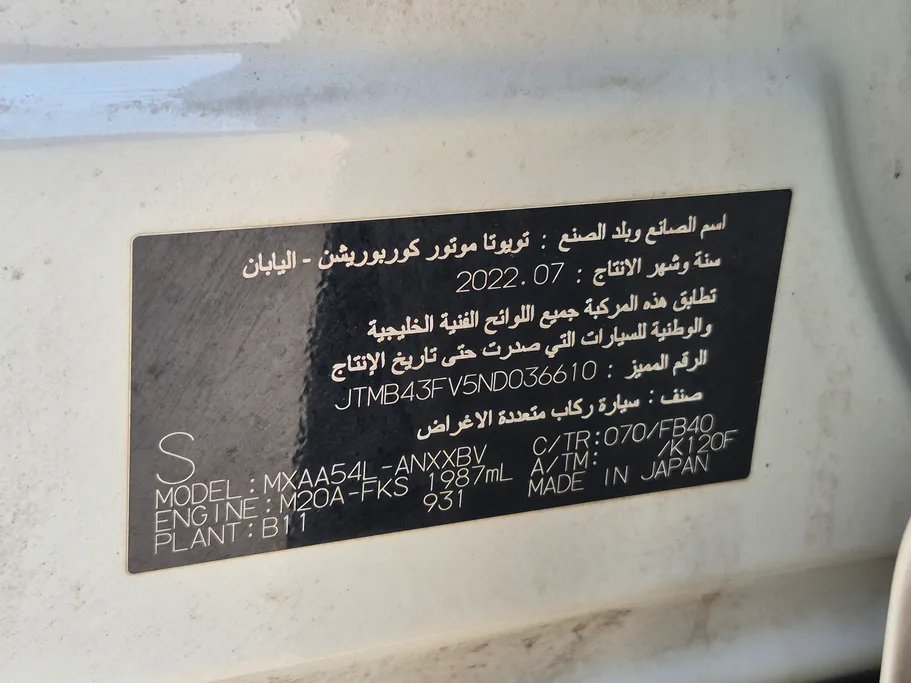 اسم الصانع وبلد الصنع : تويوتا موتور كوربوريشن - اليابان
سنة وشهر الانتاج : 2022.07
تطابق هذه المركبة جميع اللوائح الفنية الخليجية
والوطنية للسيارات التي صدرت حتى تاريخ الإنتاج
الرقم المميز : JTMB43FV5ND036610
صنف : سيارة ركاب متعددة الاغراض
S
MODEL:MXAA54L-ANXXBV C/TR:070/FB40
ENGINE:M20A-FKS 1987mL A/TM: /K120F
PLANT:B11 931 MADE IN JAPAN